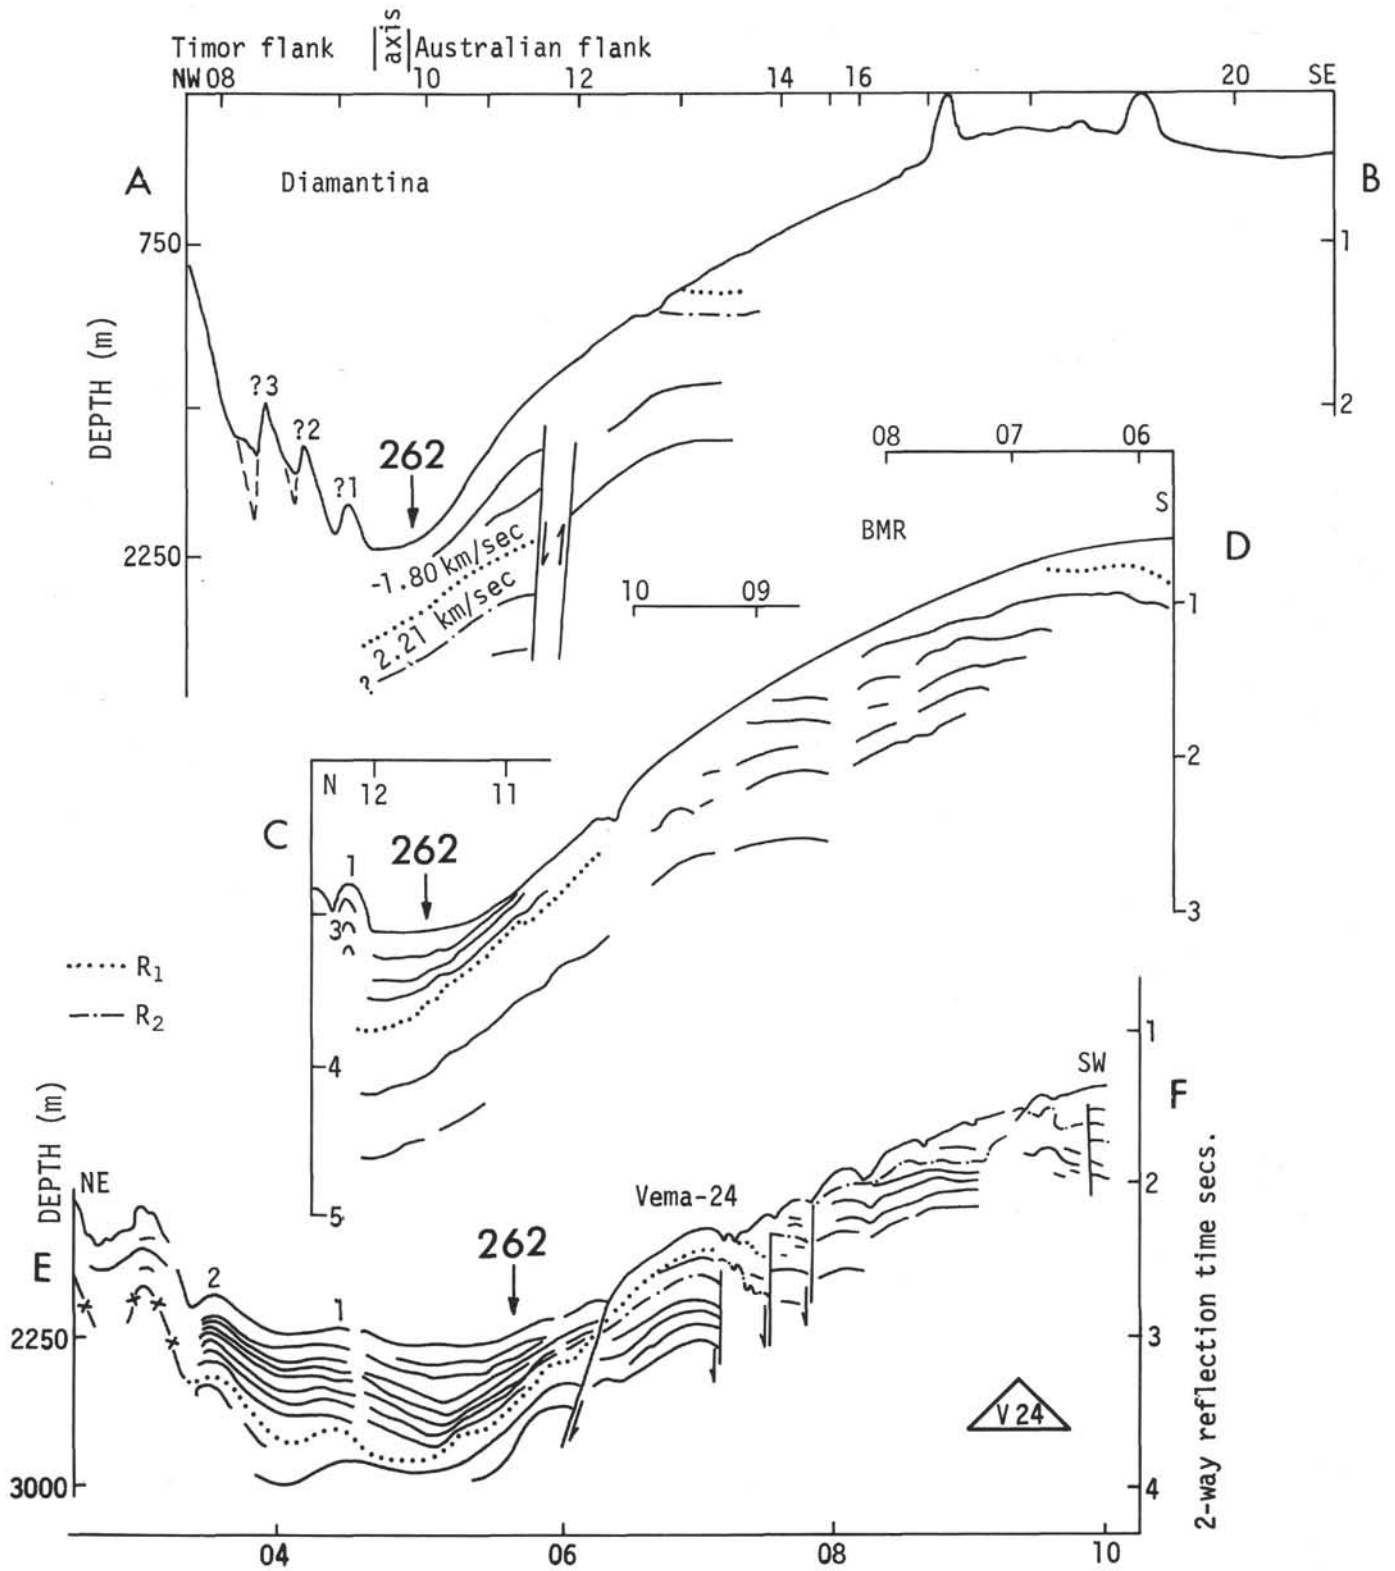 Timor flank
axis
Australian flank
NW 08 10 12 14 16 20 SE
A
Diamantina
B
750
1
DEPTH (m)
?3
2
?2
262
08 07 06
?1
S
BMR
D
2250
-1.80 km/sec
10 09
1
2.21 km/sec
?
2
N
12 11
C
262
1
3
3
R1
R2
4
1
SW
F
DEPTH (m)
2-way reflection time secs.
NE
Vema-24
2
5
262
E
2
1
2250
3
V 24
3000
4
04 06 08 10